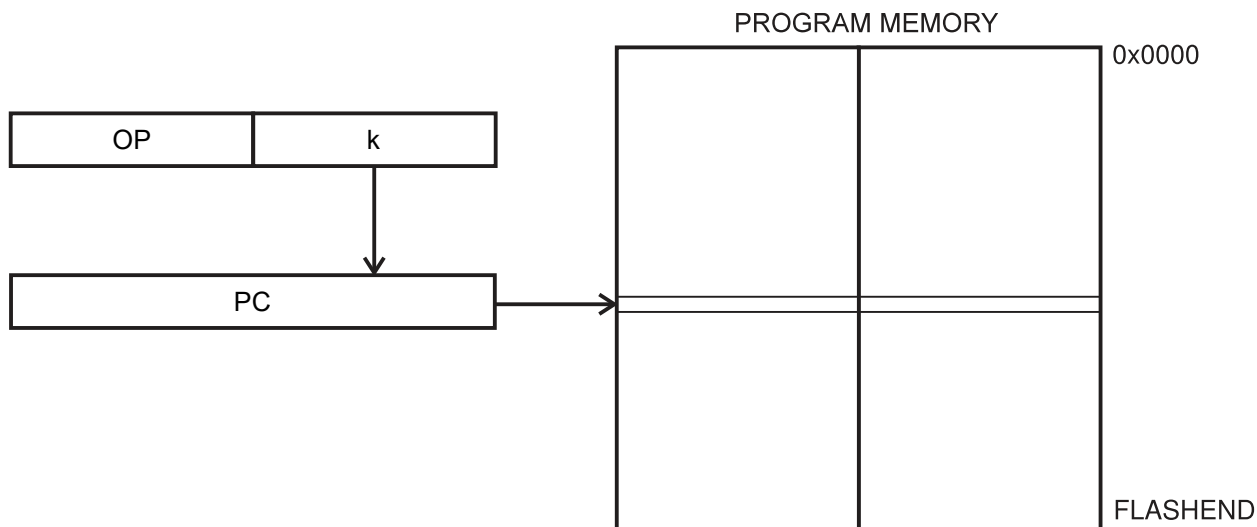 PROGRAM MEMORY
0x0000
OP
k
PC
FLASHEND